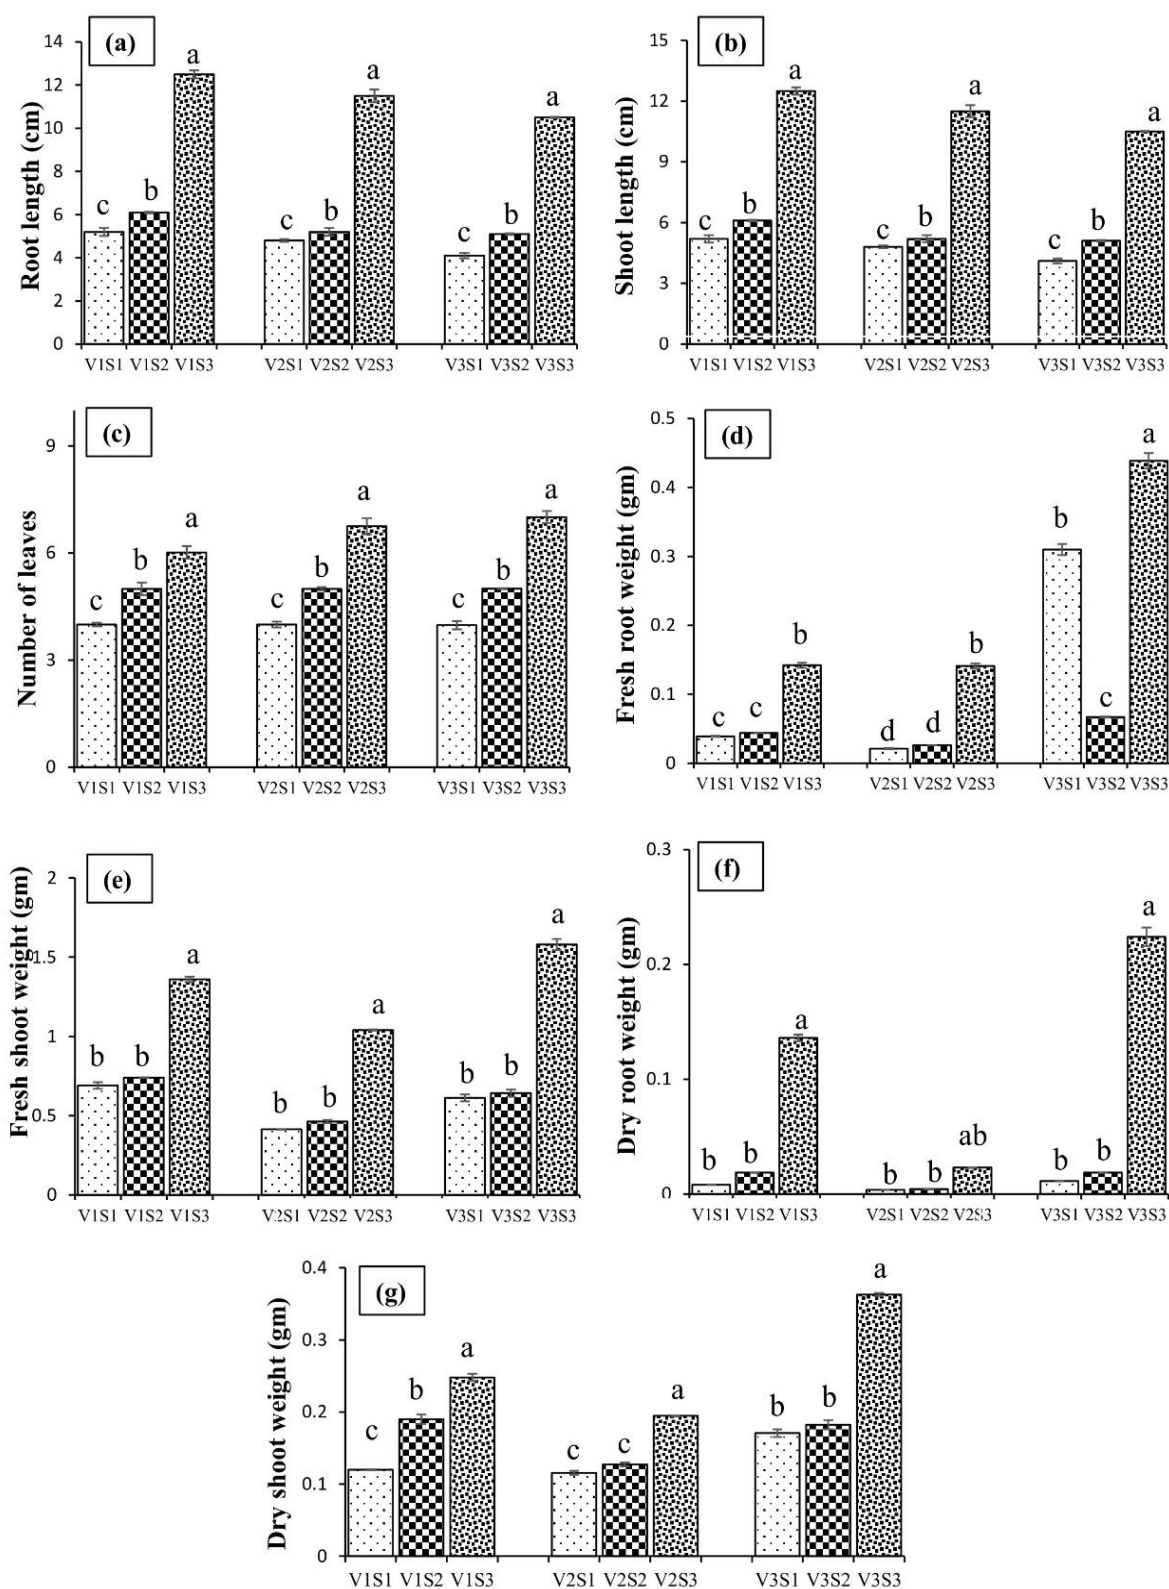 (a)
Root length (cm)
14
12
10
8
6
4
2
0
c b a
c b a
c b a
V1S1 V1S2 V1S3 V2S1 V2S2 V2S3 V3S1 V3S2 V3S3
(b)
Shoot length (cm)
15
12
9
6
3
0
c b a
c b a
c b a
V1S1 V1S2 V1S3 V2S1 V2S2 V2S3 V3S1 V3S2 V3S3
(c)
Number of leaves
9
6
3
0
c b a
c b a
c b a
V1S1 V1S2 V1S3 V2S1 V2S2 V2S3 V3S1 V3S2 V3S3
(d)
Fresh root weight (gm)
0.5
0.4
0.3
0.2
0.1
0
c c b
d d b
b c a
V1S1 V1S2 V1S3 V2S1 V2S2 V2S3 V3S1 V3S2 V3S3
(e)
Fresh shoot weight (gm)
2
1.5
1
0.5
0
b b a
b b a
b b a
V1S1 V1S2 V1S3 V2S1 V2S2 V2S3 V3S1 V3S2 V3S3
(f)
Dry root weight (gm)
0.3
0.2
0.1
0
b b a
b b ab
b b a
V1S1 V1S2 V1S3 V2S1 V2S2 V2S3 V3S1 V3S2 V3S3
(g)
Dry shoot weight (gm)
0.4
0.3
0.2
0.1
0
c b a
c c a
b b a
V1S1 V1S2 V1S3 V2S1 V2S2 V2S3 V3S1 V3S2 V3S3